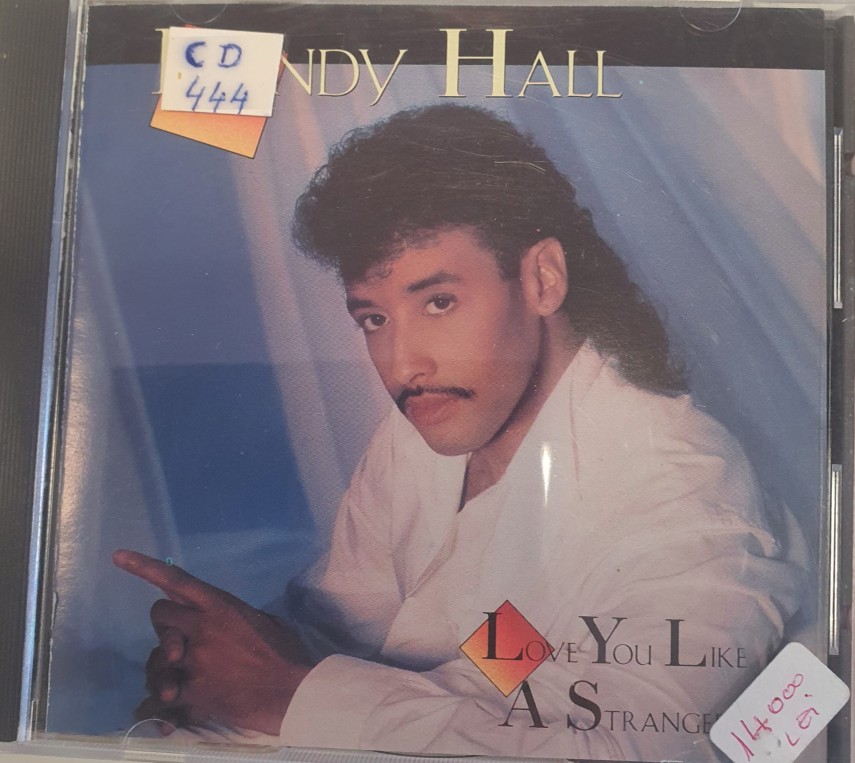 CD
444
NDY HALL
LOVE YOU LIKE
A STRANGE
14000
LEI